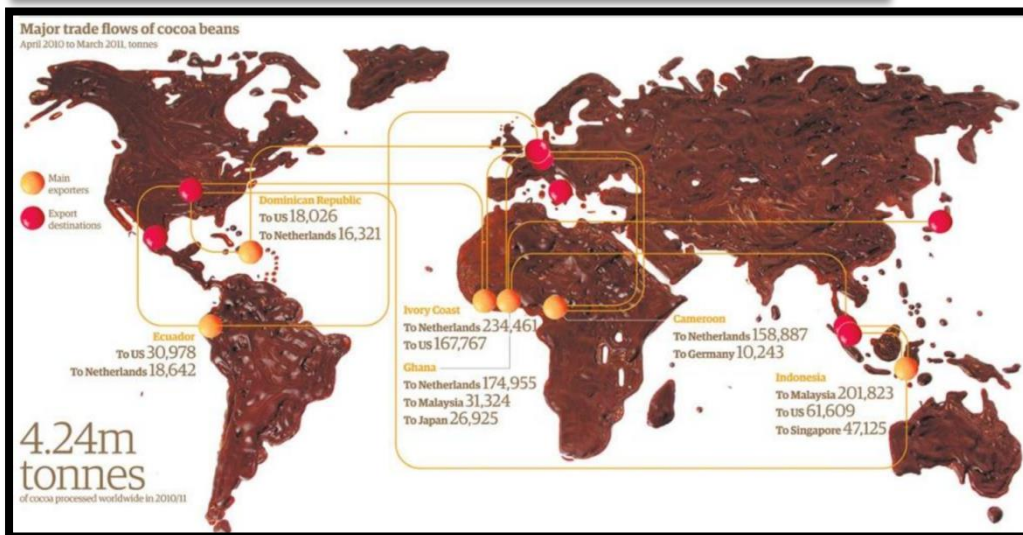 Major trade flows of cocoa beans
April 2010 to March 2011, tonnes
Main
exporters
Export
destinations
Dominican Republic
To US 18,026
To Netherlands 16,321
Ecuador
To US 30,978
To Netherlands 18,642
Ivory Coast
To Netherlands 234,461
To US 167,767
Ghana
To Netherlands 174,955
To Malaysia 31,324
To Japan 26,925
Cameroon
To Netherlands 158,887
To Germany 10,243
Indonesia
To Malaysia 201,823
To US 61,609
To Singapore 47,125
4.24m
tonnes
of cocoa processed worldwide in 2010/11